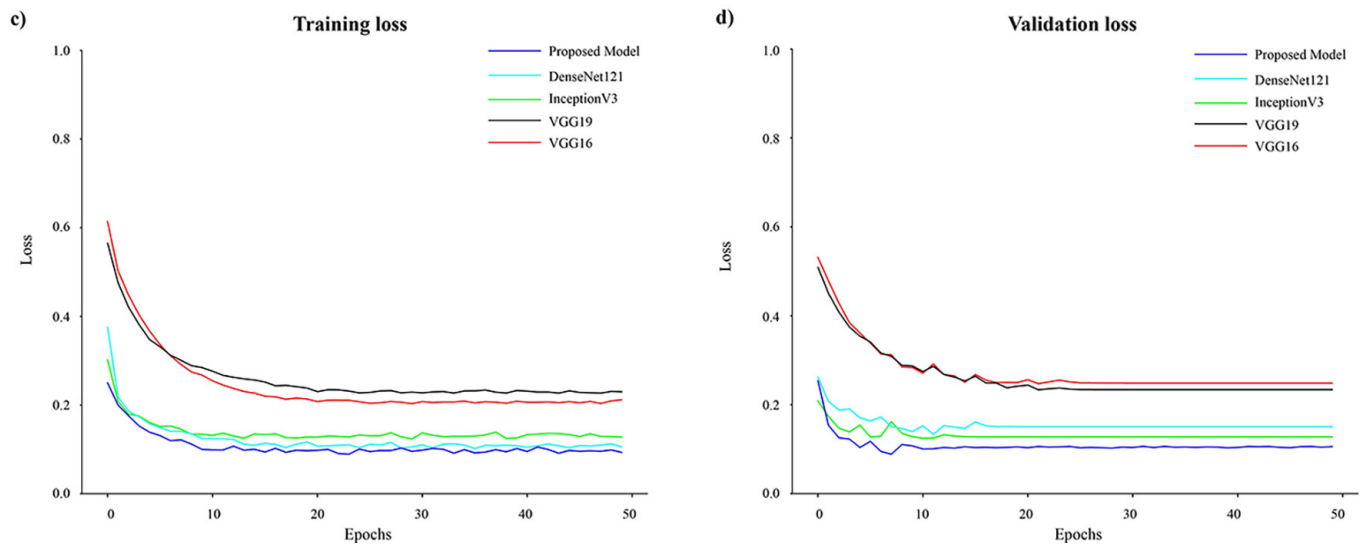 c)
Training loss
1.0
0.8
0.6
0.4
0.2
0.0
Loss
Proposed Model
DenseNet121
InceptionV3
VGG19
VGG16
0 10 20 30 40 50
Epochs
d)
Validation loss
1.0
0.8
0.6
0.4
0.2
0.0
Loss
Proposed Model
DenseNet121
InceptionV3
VGG19
VGG16
0 10 20 30 40 50
Epochs